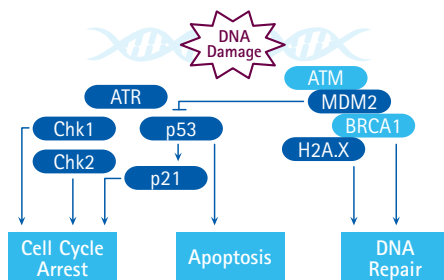 DNA
Damage
ATM
ATR
MDM2
Chk1
p53
BRCA1
Chk2
H2A.X
p21
Cell Cycle
Arrest
Apoptosis
DNA
Repair